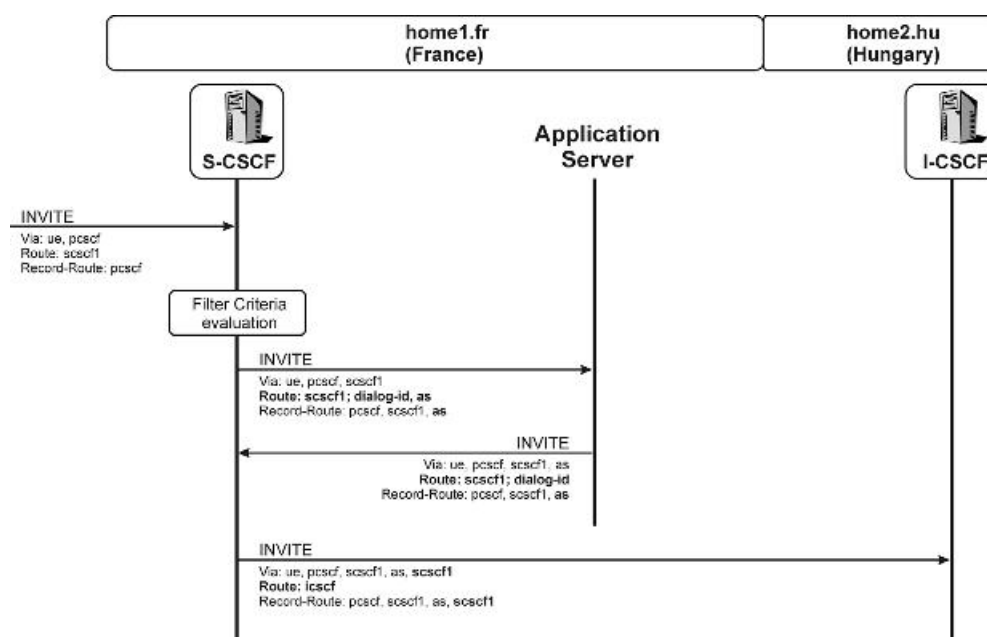 home1.fr
(France)
home2.hu
(Hungary)
S-CSCF
Application
Server
I-CSCF
INVITE
Via: ue, pcscf
Route: scscf1
Record-Route: pcscf
Filter Criteria
evaluation
INVITE
Via: ue, pcscf, scscf1
Route: scscf1; dialog-id, as
Record-Route: pcscf, scscf1, as
INVITE
Via: ue, pcscf, scscf1, as
Route: scscf1; dialog-id
Record-Route: pcscf, scscf1, as
INVITE
Via: ue, pcscf, scscf1, as, scscf1
Route: icscf
Record-Route: pcscf, scscf1, as, scscf1